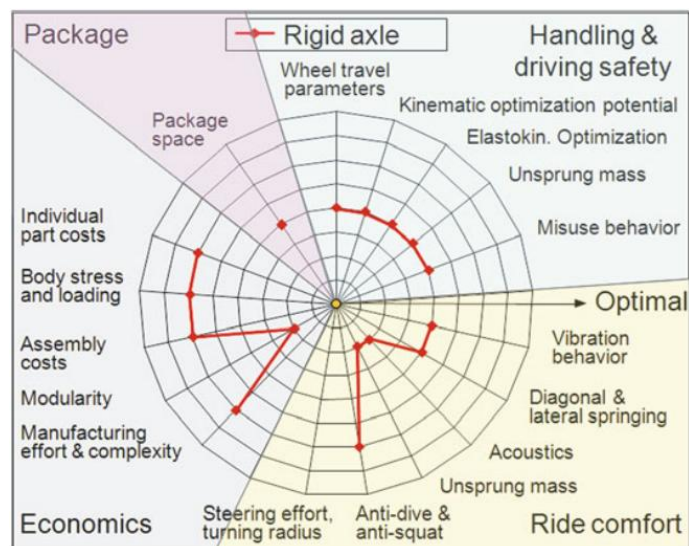 Package
Rigid axle
Handling &
driving safety
Wheel travel
parameters
Kinematic optimization potential
Elastokin. Optimization
Unsprung mass
Misuse behavior
Package
space
Individual
part costs
Body stress
and loading
Assembly
costs
Modularity
Manufacturing
effort & complexity
Economics
Optimal
Vibration
behavior
Diagonal &
lateral springing
Acoustics
Unsprung mass
Anti-dive &
anti-squat
Steering effort,
turning radius
Ride comfort